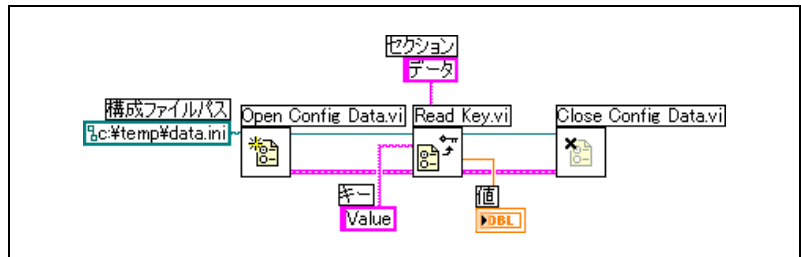 セクション
データ
構成ファイルパス
Open Config Data.vi
Read Key.vi
Close Config Data.vi
c:¥temp¥data.ini
キー
Value
値
DBL